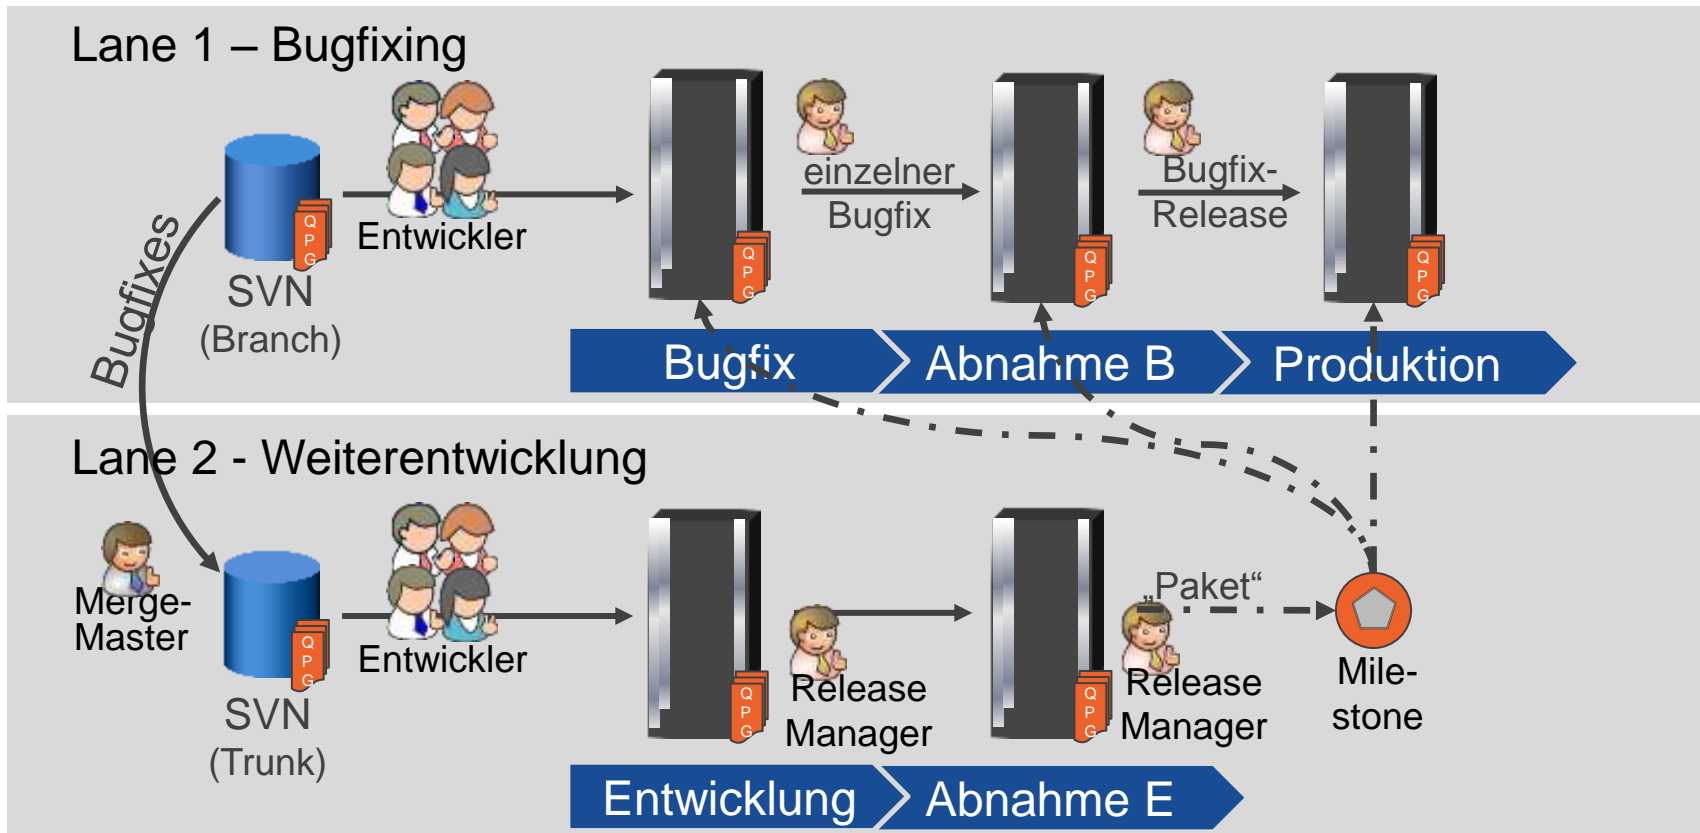 Lane 1 – Bugfixing
einzelner
Bugfix
Bugfix-
Release
Q
P
G
Entwickler
Q
P
G
Q
P
G
Q
P
G
Bugfixes
SVN
(Branch)
Bugfix
Abnahme B
Produktion
Lane 2 - Weiterentwicklung
Merge-
Master
„Paket“
Q
P
G
Entwickler
Q
P
G
Q
P
G
Release
Manager
Release
Manager
Mile-
stone
SVN
(Trunk)
Entwicklung
Abnahme E